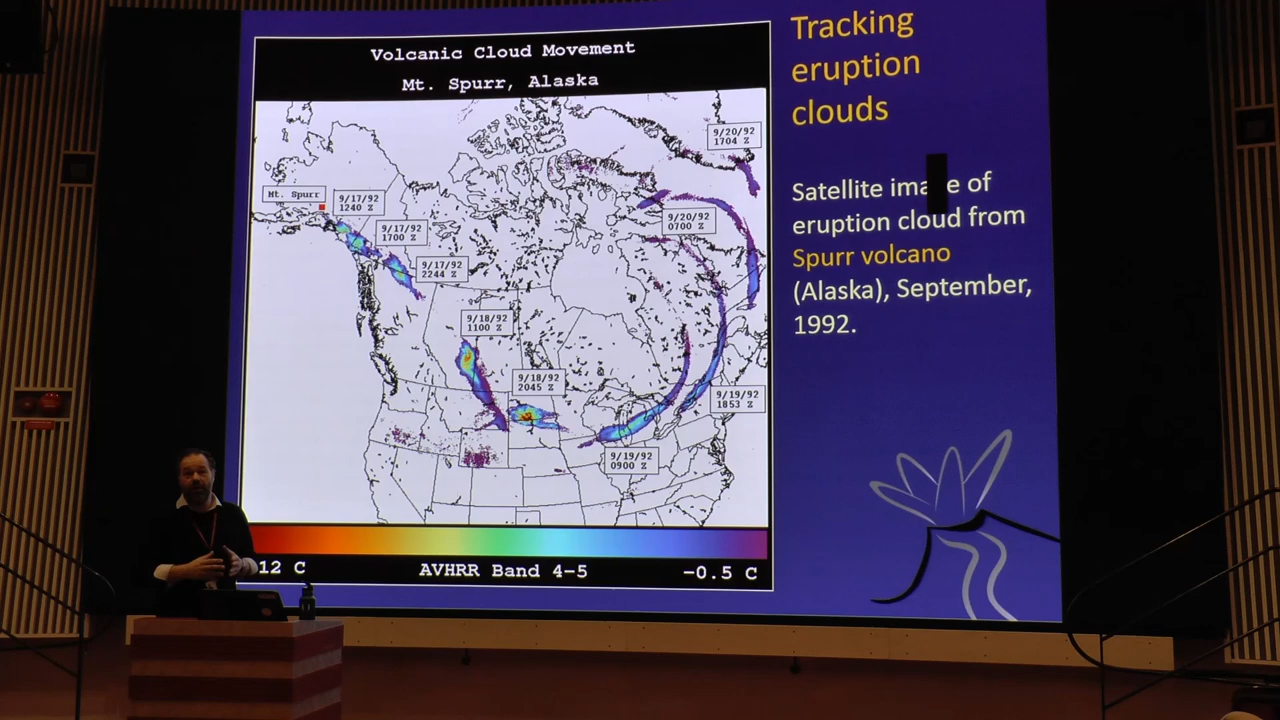 Volcanic Cloud Movement
Mt. Spurr, Alaska
Mt. Spurr
9/17/92
1240 Z
9/17/92
1700 Z
9/17/92
2244 Z
9/18/92
1100 Z
9/18/92
2045 Z
9/19/92
0900 Z
9/19/92
1853 Z
9/20/92
0700 Z
9/20/92
1704 Z
12 C AVHRR Band 4-5 -0.5 C
Tracking
eruption
clouds
Satellite ima e of
eruption cloud from
Spurr volcano
(Alaska), September,
1992.